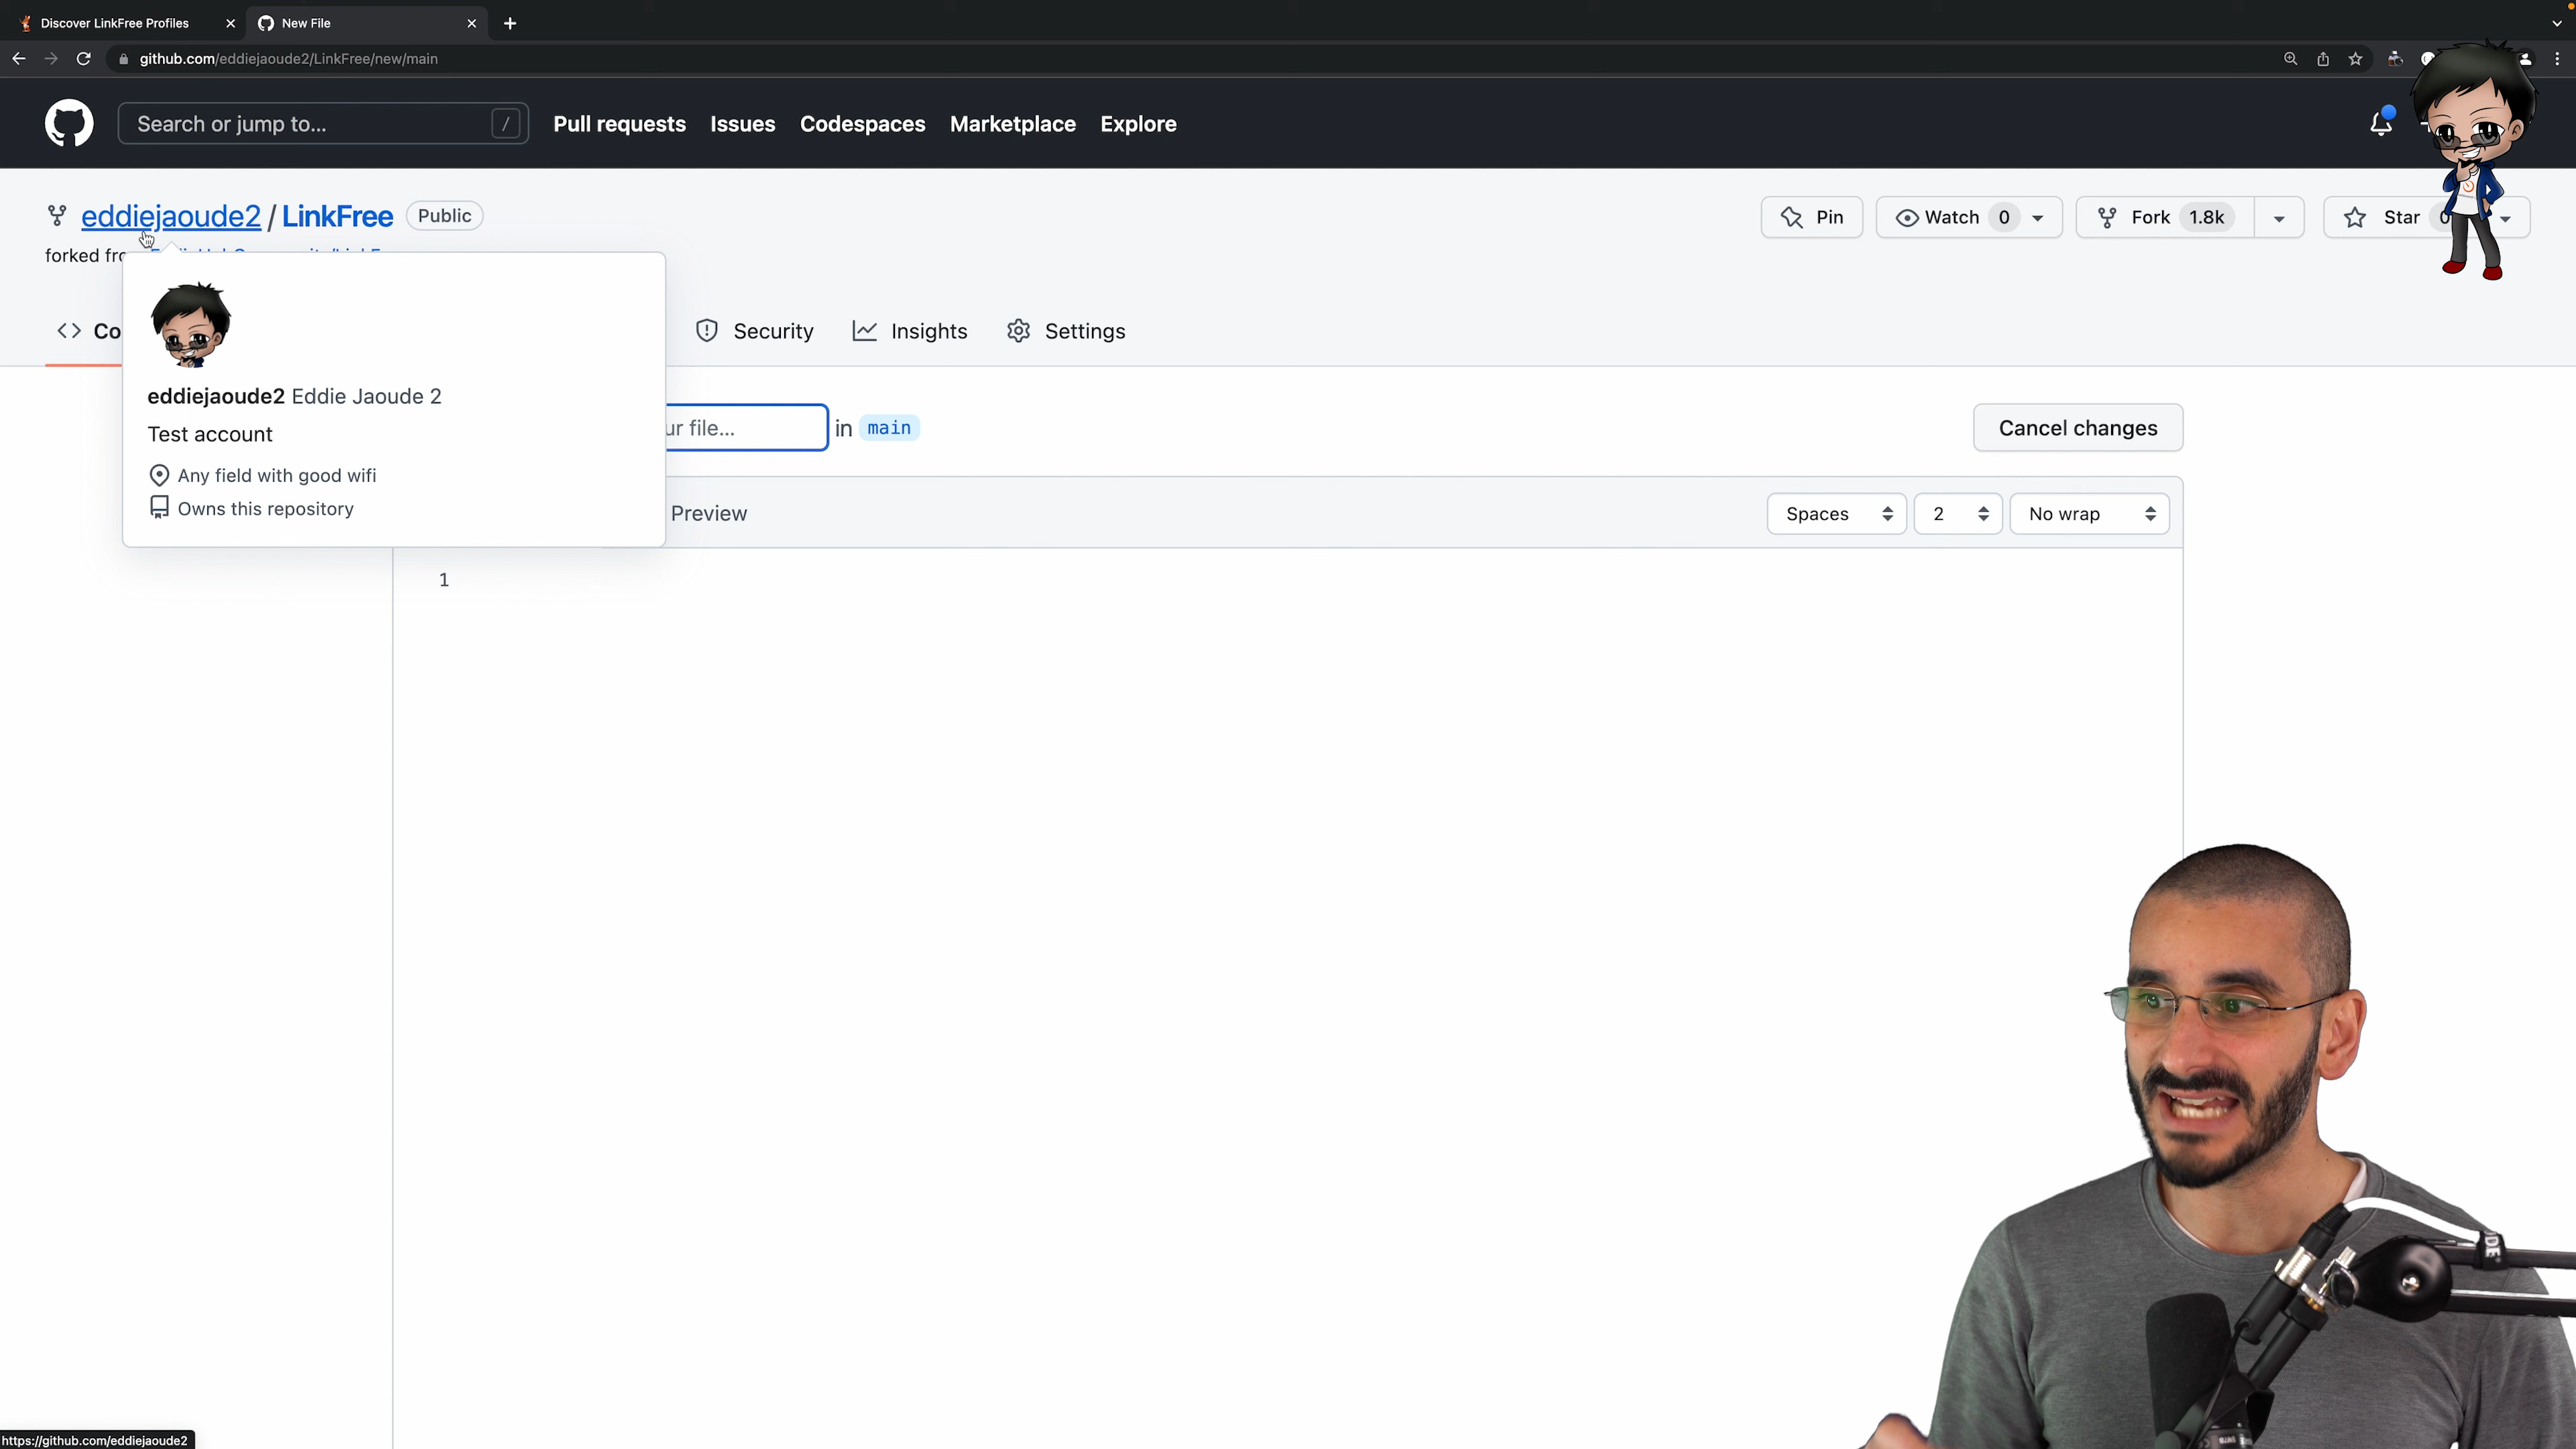 Discover LinkFree Profiles
New File
github.com/eddiejaoude2/LinkFree/new/main
Search or jump to...
/
Pull requests
Issues
Codespaces
Marketplace
Explore
eddiejaoude2 / LinkFree
Public
Pin
Watch 0
Fork 1.8k
Star
forked
Security
Insights
Settings
eddiejaoude2 Eddie Jaoude 2
Test account
Any field with good wifi
Owns this repository
file...
in main
Cancel changes
Preview
Spaces
2
No wrap
1
https://github.com/eddiejaoude2